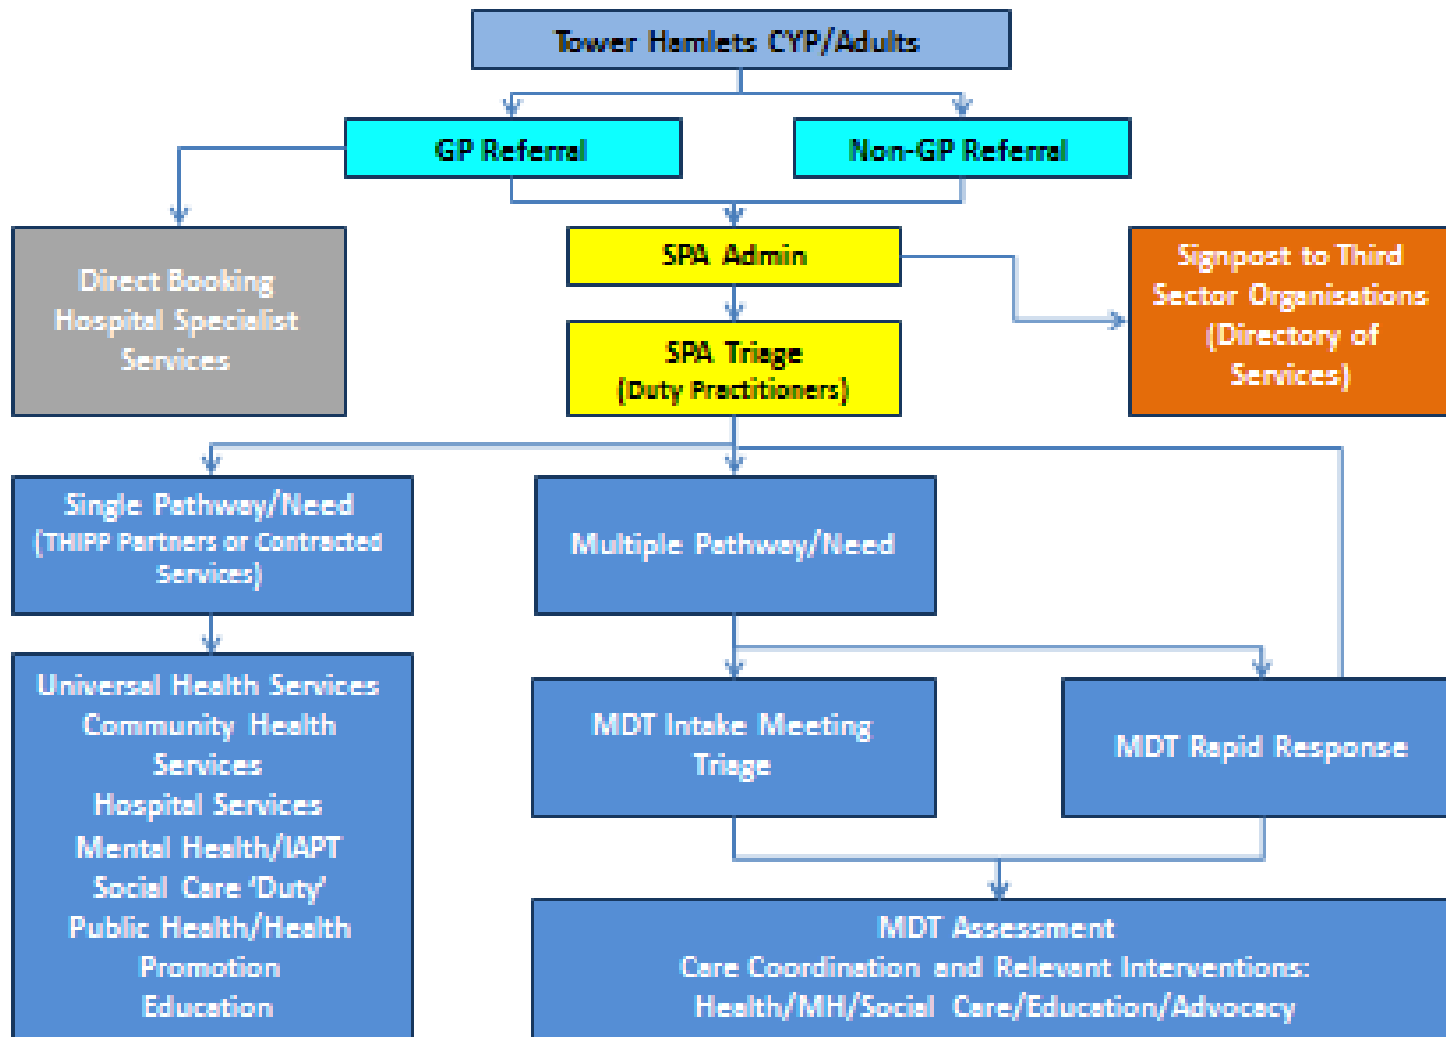 Tower Hamlets CYP/Adults
GP Referral
Non-GP Referral
Direct Booking
Hospital Specialist
Services
SPA Admin
SPA Triage
(Duty Practitioners)
Signpost to Third
Sector Organisations
(Directory of
Services)
Single Pathway/Need
(THIPP Partners or Contracted
Services)
Multiple Pathway/Need
Universal Health Services
Community Health
Services
Hospital Services
Mental Health/IAPT
Social Care ‘Duty’
Public Health/Health
Promotion
Education
MDT Intake Meeting
Triage
MDT Rapid Response
MDT Assessment
Care Coordination and Relevant Interventions:
Health/MH/Social Care/Education/Advocacy